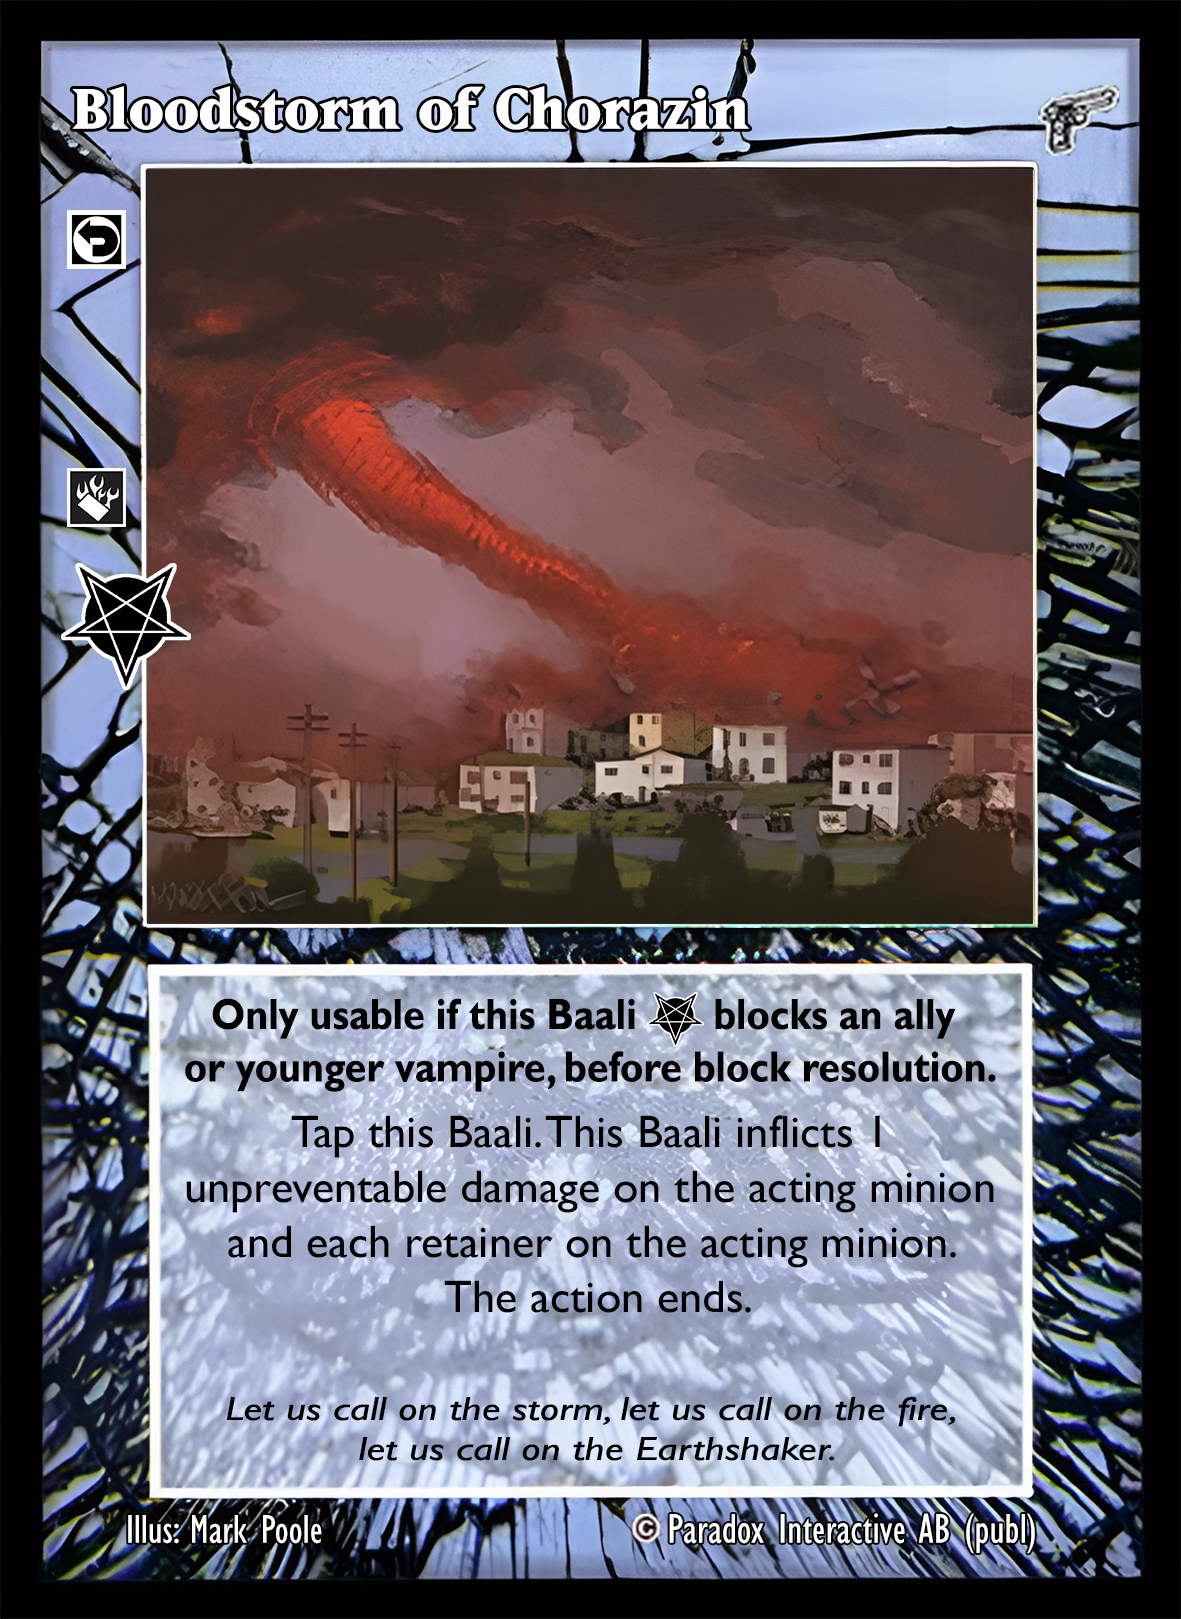 Bloodstorm of Chorazin
Only usable if this Baali blocks an ally
or younger vampire, before block resolution.
Tap this Baali. This Baali inflicts 1
unpreventable damage on the acting minion
and each retainer on the acting minion.
The action ends.
Let us call on the storm, let us call on the fire,
let us call on the Earthshaker.
Illus: Mark Poole
© Paradox Interactive AB (publ)